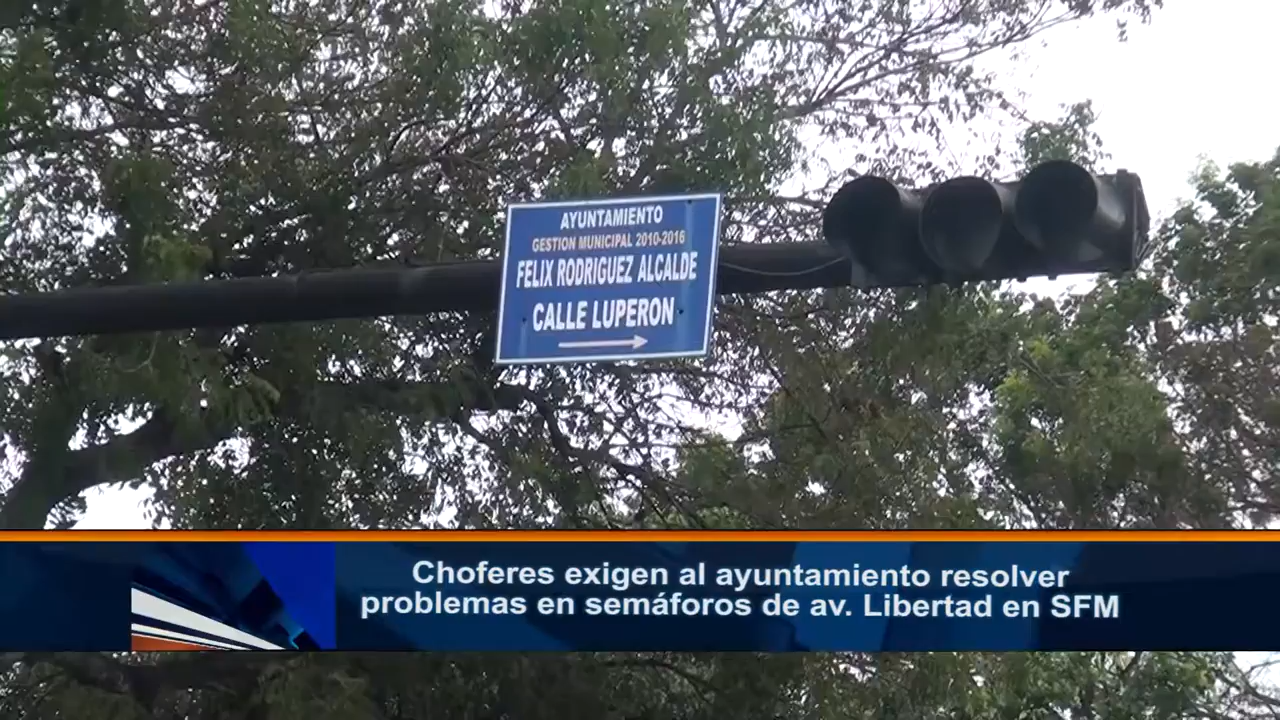 AYUNTAMIENTO
GESTION MUNICIPAL 2010-2016
FELIX RODRIGUEZ ALCALDE
CALLE LUPERON
Choferes exigen al ayuntamiento resolver
problemas en semáforos de av. Libertad en SFM